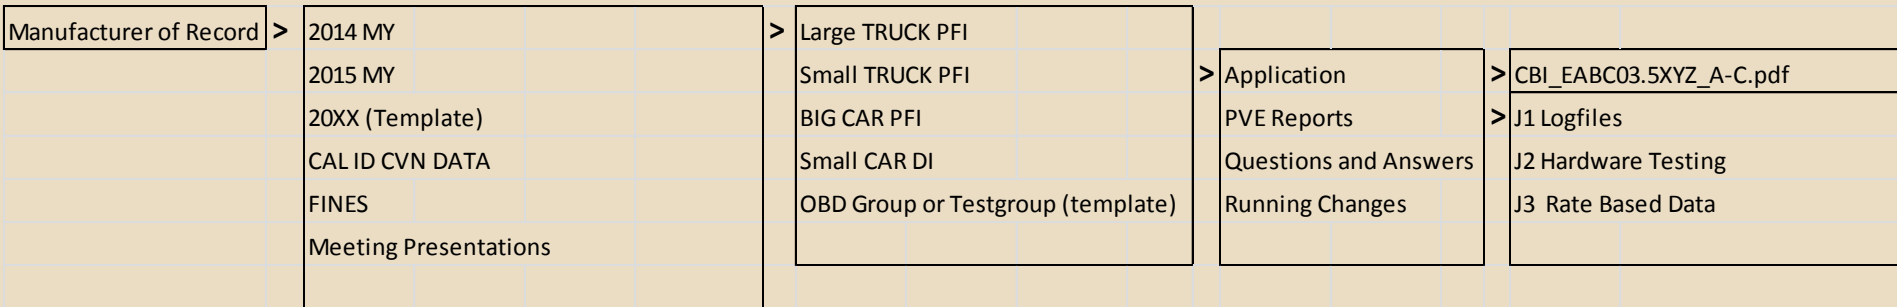 Manufacturer of Record > 2014 MY > Large TRUCK PFI
2015 MY Small TRUCK PFI > Application > CBI_EABC03.5XYZ_A-C.pdf
20XX (Template) BIG CAR PFI PVE Reports > J1 Logfiles
CAL ID CVN DATA Small CAR DI Questions and Answers J2 Hardware Testing
FINES OBD Group or Testgroup (template) Running Changes J3 Rate Based Data
Meeting Presentations